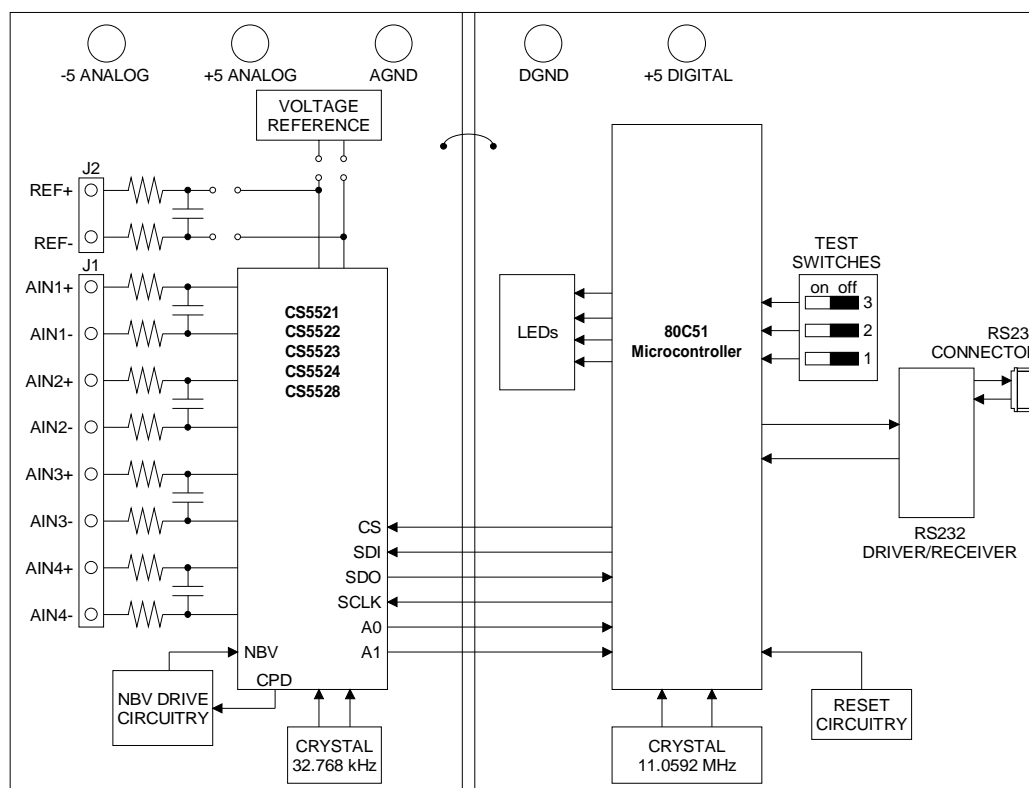 -5 ANALOG
+5 ANALOG
AGND
DGND
+5 DIGITAL
VOLTAGE
REFERENCE
J2
REF+
REF-
J1
AIN1+
AIN1-
AIN2+
AIN2-
AIN3+
AIN3-
AIN4+
AIN4-
CS5521
CS5522
CS5523
CS5524
CS5528
CS
SDI
SDO
SCLK
A0
A1
NBV
CPD
NBV DRIVE
CIRCUITRY
CRYSTAL
32.768 kHz
LEDs
80C51
Microcontroller
TEST
SWITCHES
on off
3
2
1
RS23
CONNECTOR
RS232
DRIVER/RECEIVER
CRYSTAL
11.0592 MHz
RESET
CIRCUITRY